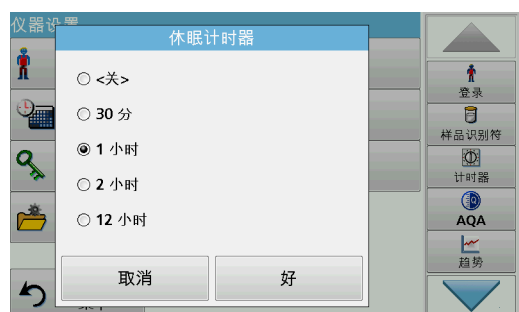 仪器设置
休眠计时器
<关>
30 分
1 小时
2 小时
12 小时
取消
好
登录
样品识别符
计时器
AQA
趋势